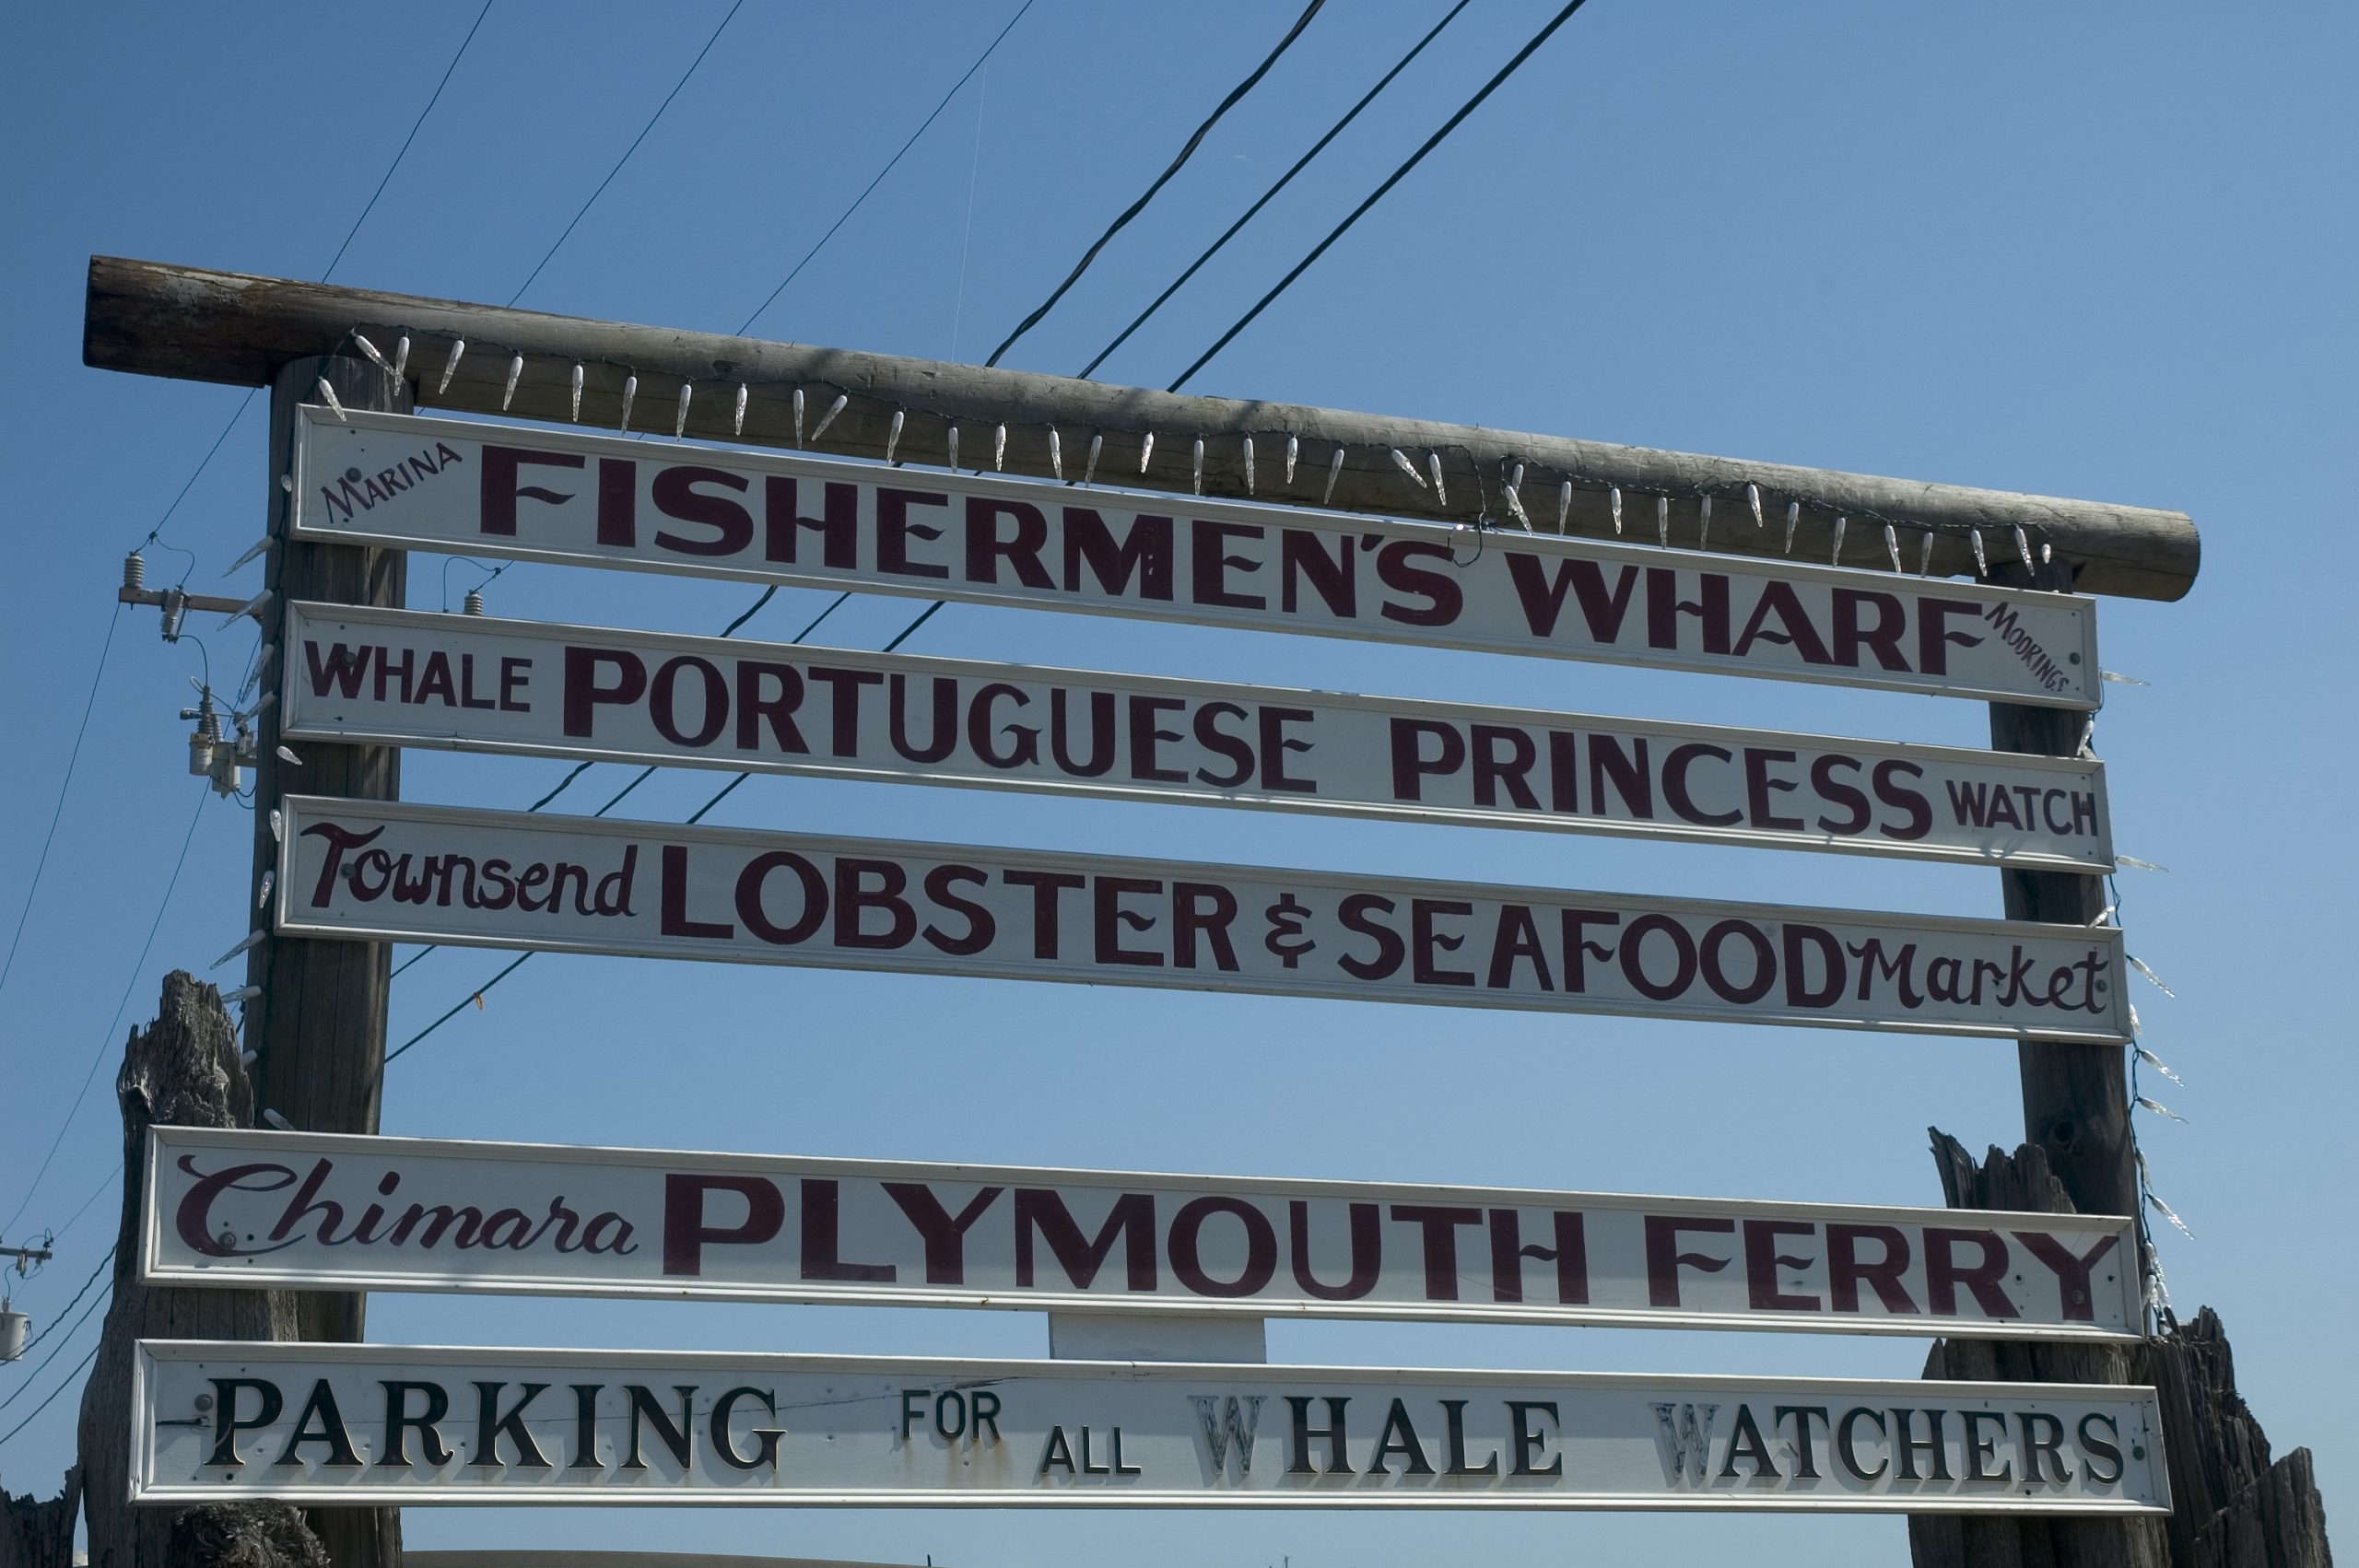 MARINA FISHERMEN'S WHARF MOORINGS
WHALE PORTUGUESE PRINCESS WATCH
Townsend LOBSTER & SEAFOOD Market
Chimara PLYMOUTH FERRY
PARKING FOR ALL WHALE WATCHERS